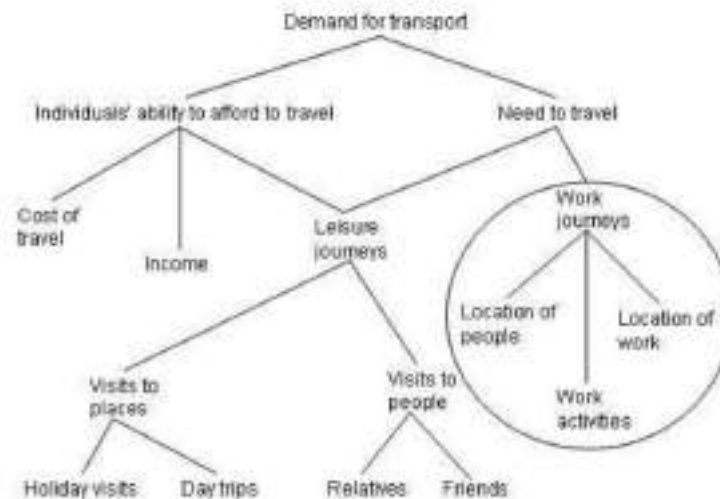 Demand for transport
Individuals' ability to afford to travel
Need to travel
Cost of
travel
Income
Leisure
journeys
Work
journeys
Location of
people
Location of
work
Work
activities
Visits to
places
Visits to
people
Holiday visits
Day trips
Relatives
Friends